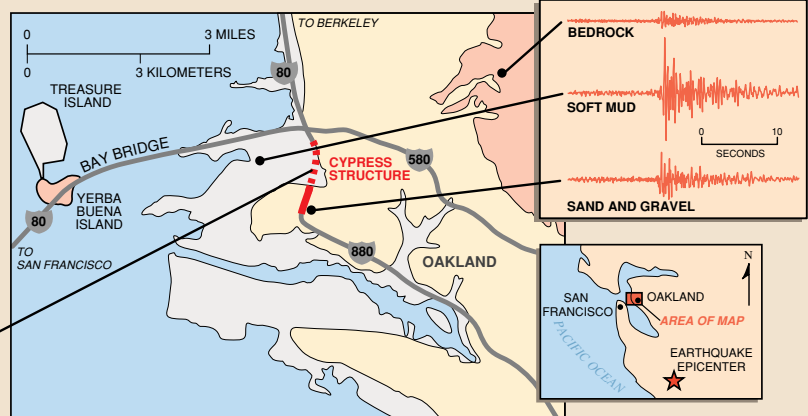 TO BERKELEY
0 3 MILES
0 3 KILOMETERS
80
TREASURE
ISLAND
BAY BRIDGE
YERBA
BUENA
ISLAND
80
TO
SAN FRANCISCO
CYPRESS
STRUCTURE
580
880
OAKLAND
BEDROCK
SOFT MUD
0 10
SECONDS
SAND AND GRAVEL
N
SAN
FRANCISCO
OAKLAND
AREA OF MAP
PACIFIC OCEAN
EARTHQUAKE
EPICENTER